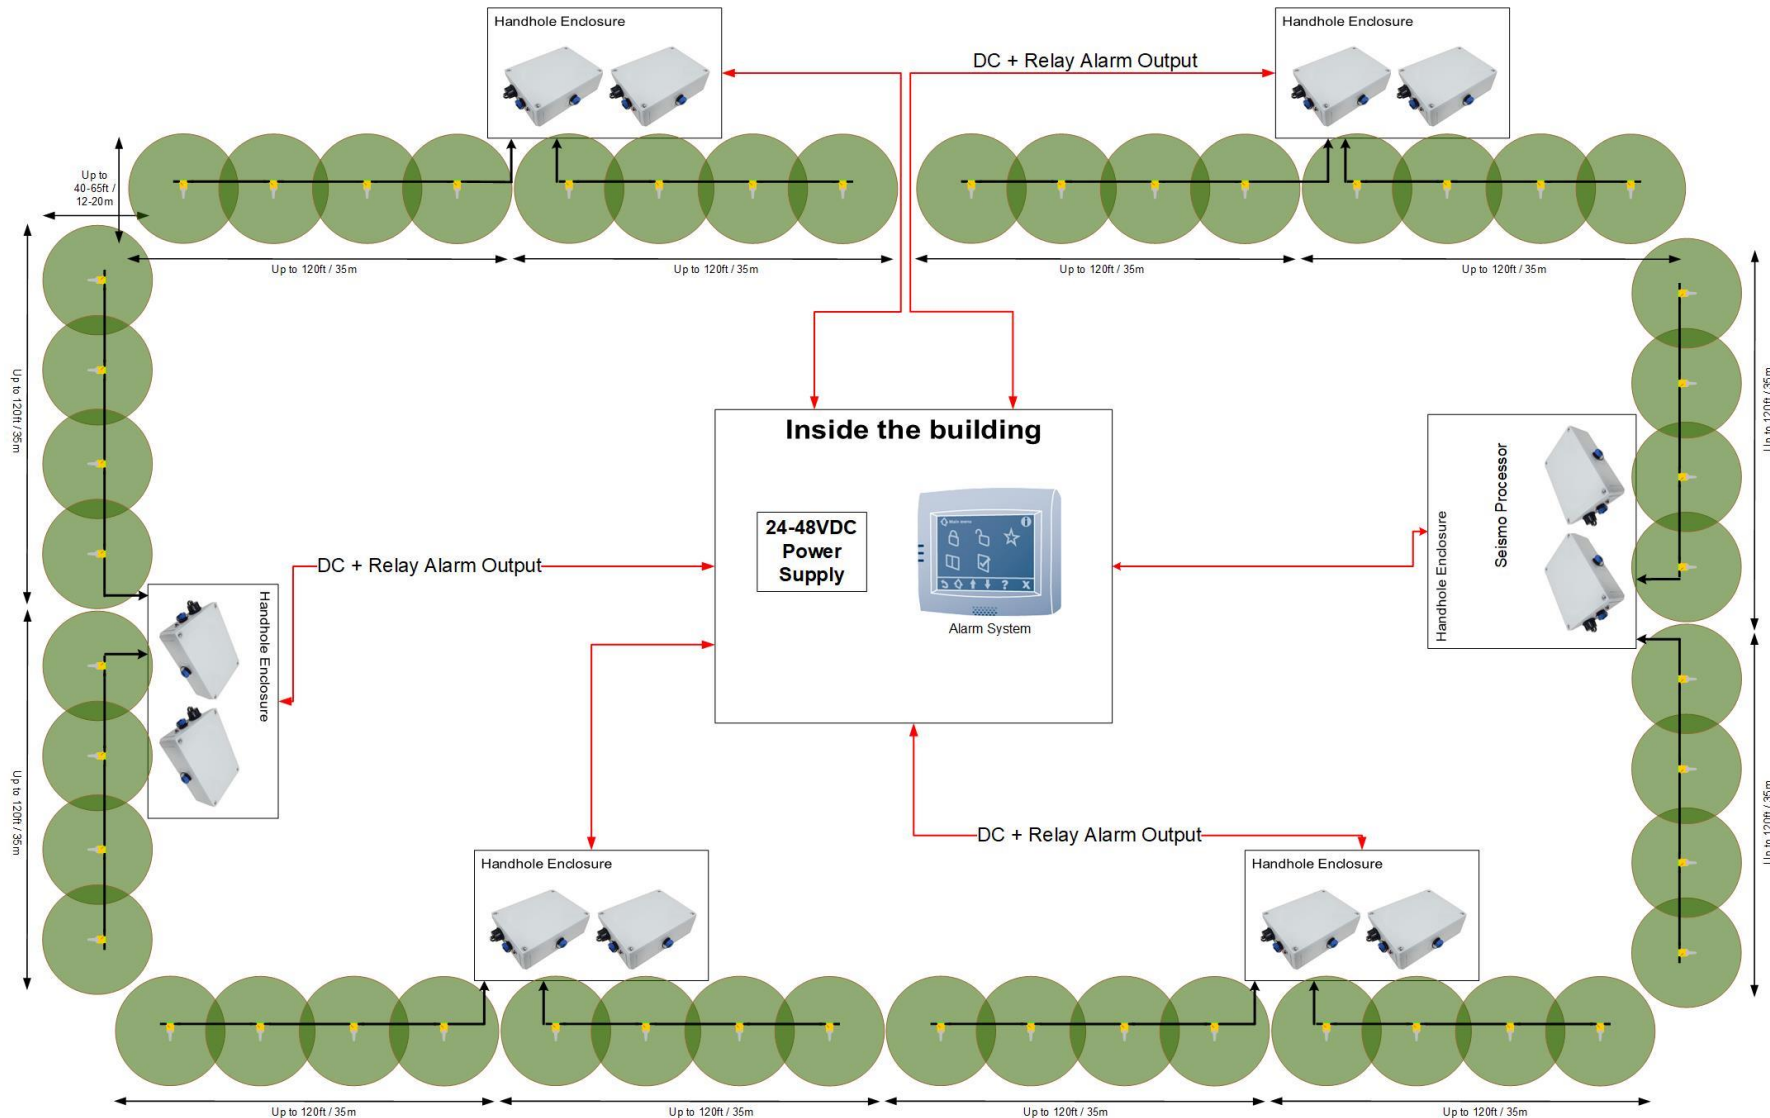 Handhole Enclosure
Handhole Enclosure
DC + Relay Alarm Output
Up to
40-65ft /
12-20m
Up to 120ft / 35m
Up to 120ft / 35m
Up to 120ft / 35m
Up to 120ft / 35m
Up to 120ft / 35m
Up to 120ft / 35m
Inside the building
24-48VDC
Power
Supply
Main menu
Alarm System
Handhole Enclosure
Seismo Processor
DC + Relay Alarm Output
Handhole Enclosure
Up to 120ft / 35m
Up to 120ft / 35m
DC + Relay Alarm Output
Handhole Enclosure
Handhole Enclosure
Up to 120ft / 35m
Up to 120ft / 35m
Up to 120ft / 35m
Up to 120ft / 35m